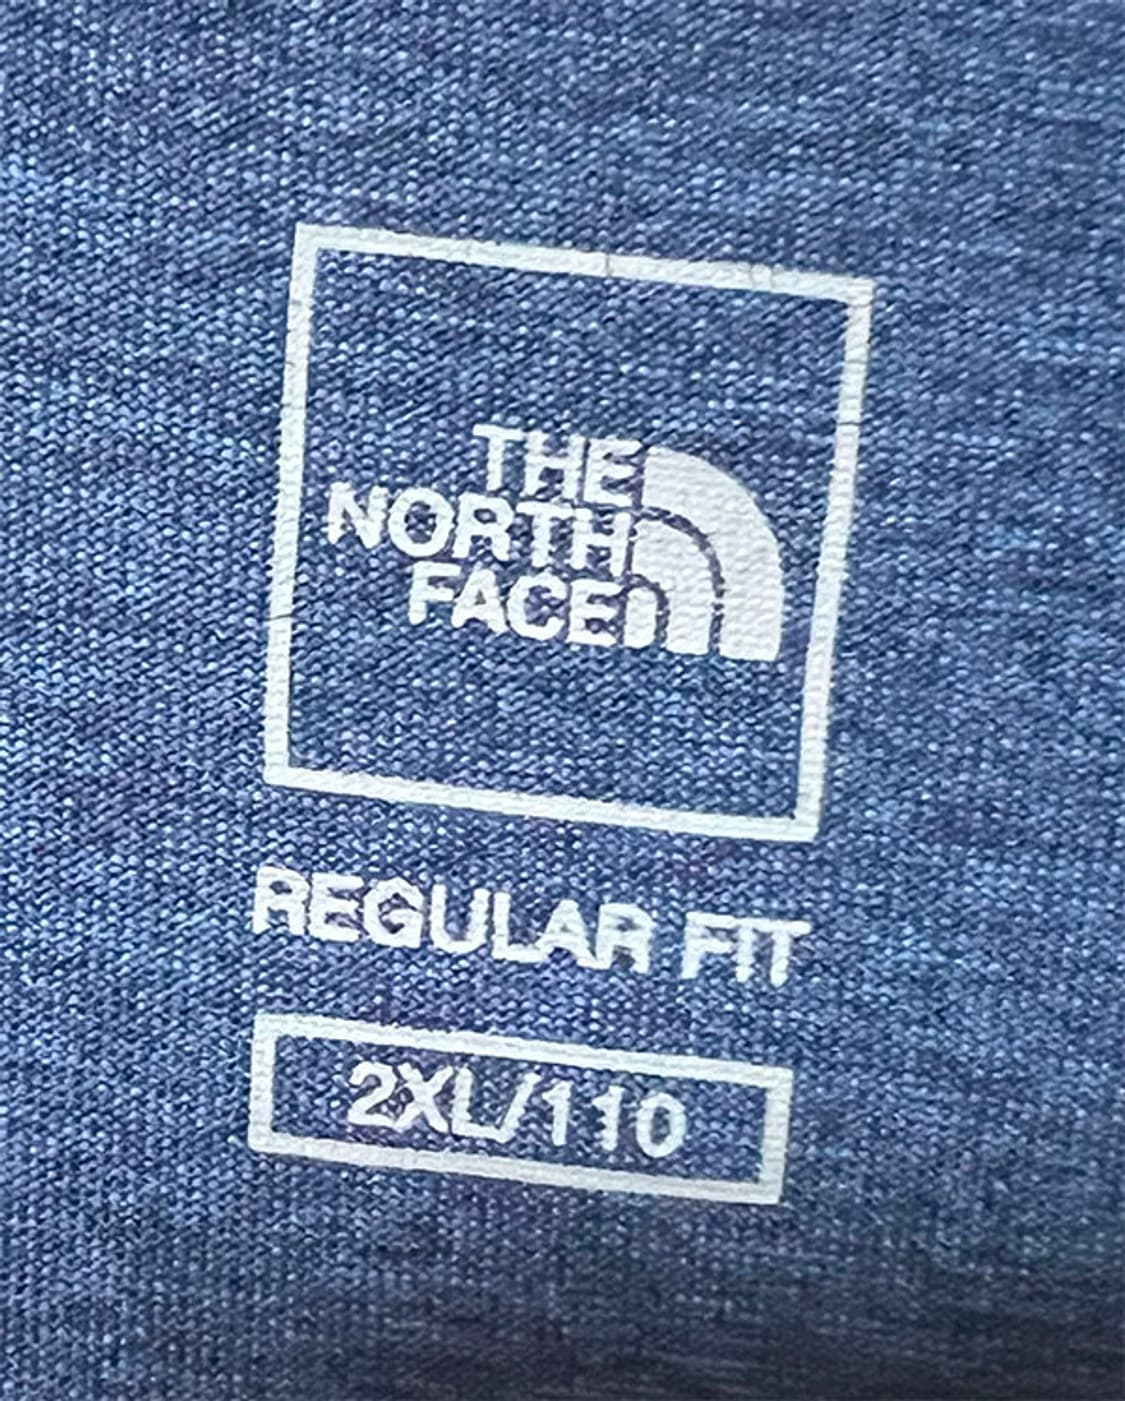 THE
NORTH
FACE
REGULAR FIT
2XL/110